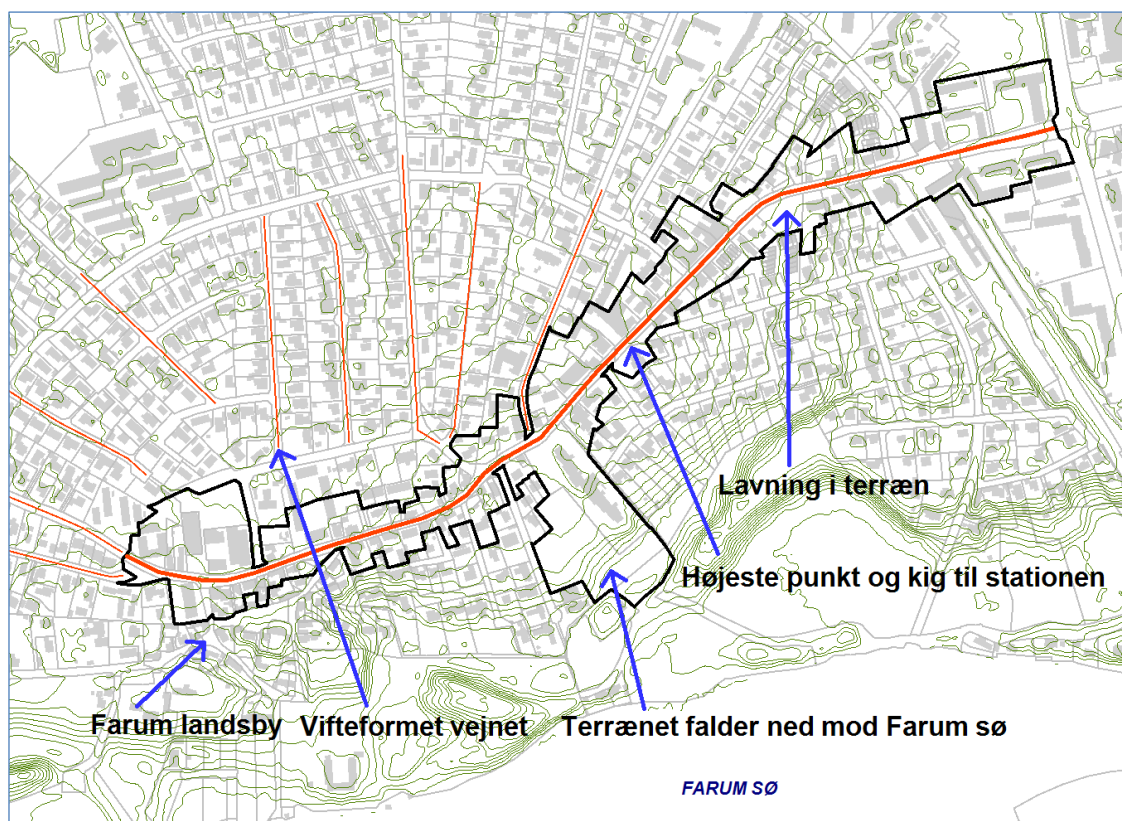 Lavning i terræn
Højeste punkt og kig til stationen
Farum landsby
Vifteformet vejnet
Terrænet falder ned mod Farum sø
FARUM SØ